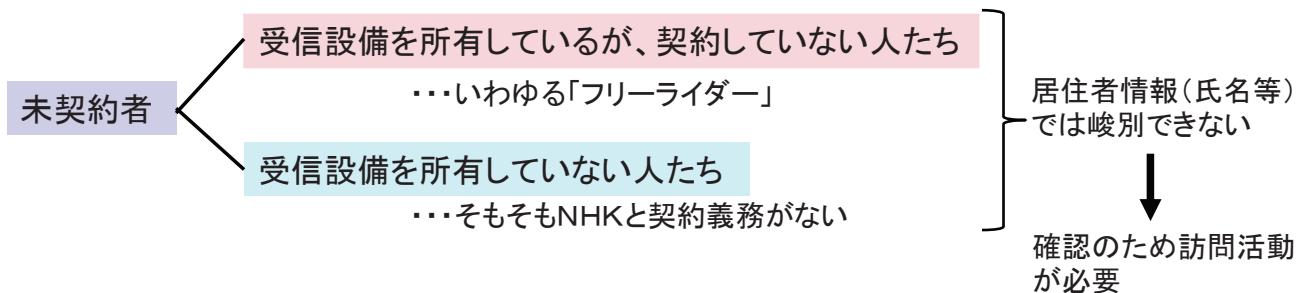 未契約者
受信設備を所有しているが、契約していない人たち
・・・いわゆる「フリーライダー」
受信設備を所有していない人たち
・・・そもそもNHKと契約義務がない
居住者情報(氏名等)
では峻別できない
確認のため訪問活動
が必要